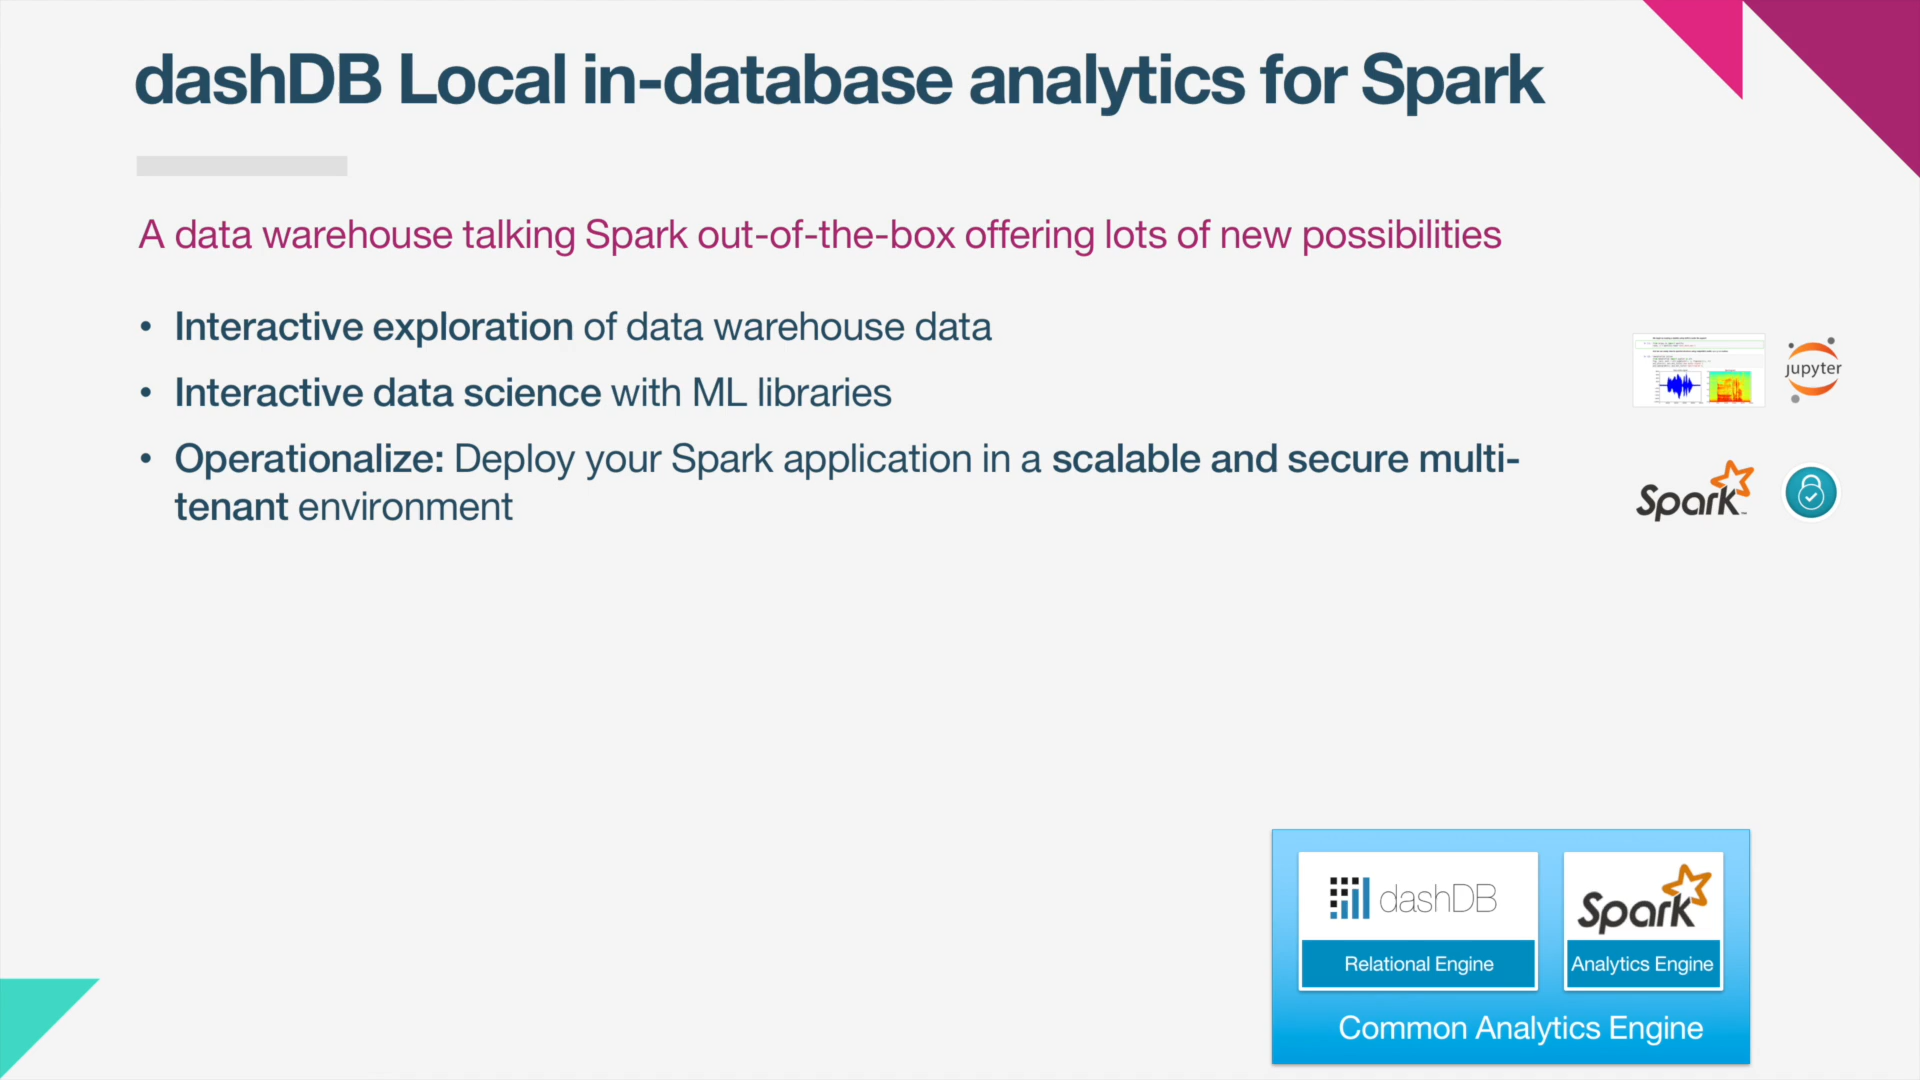 dashDB Local in-database analytics for Spark
A data warehouse talking Spark out-of-the-box offering lots of new possibilities
• Interactive exploration of data warehouse data
• Interactive data science with ML libraries
• Operationalize: Deploy your Spark application in a scalable and secure multi-
tenant environment
jupyter
Spark™
dashDB
Relational Engine
Spark
Analytics Engine
Common Analytics Engine